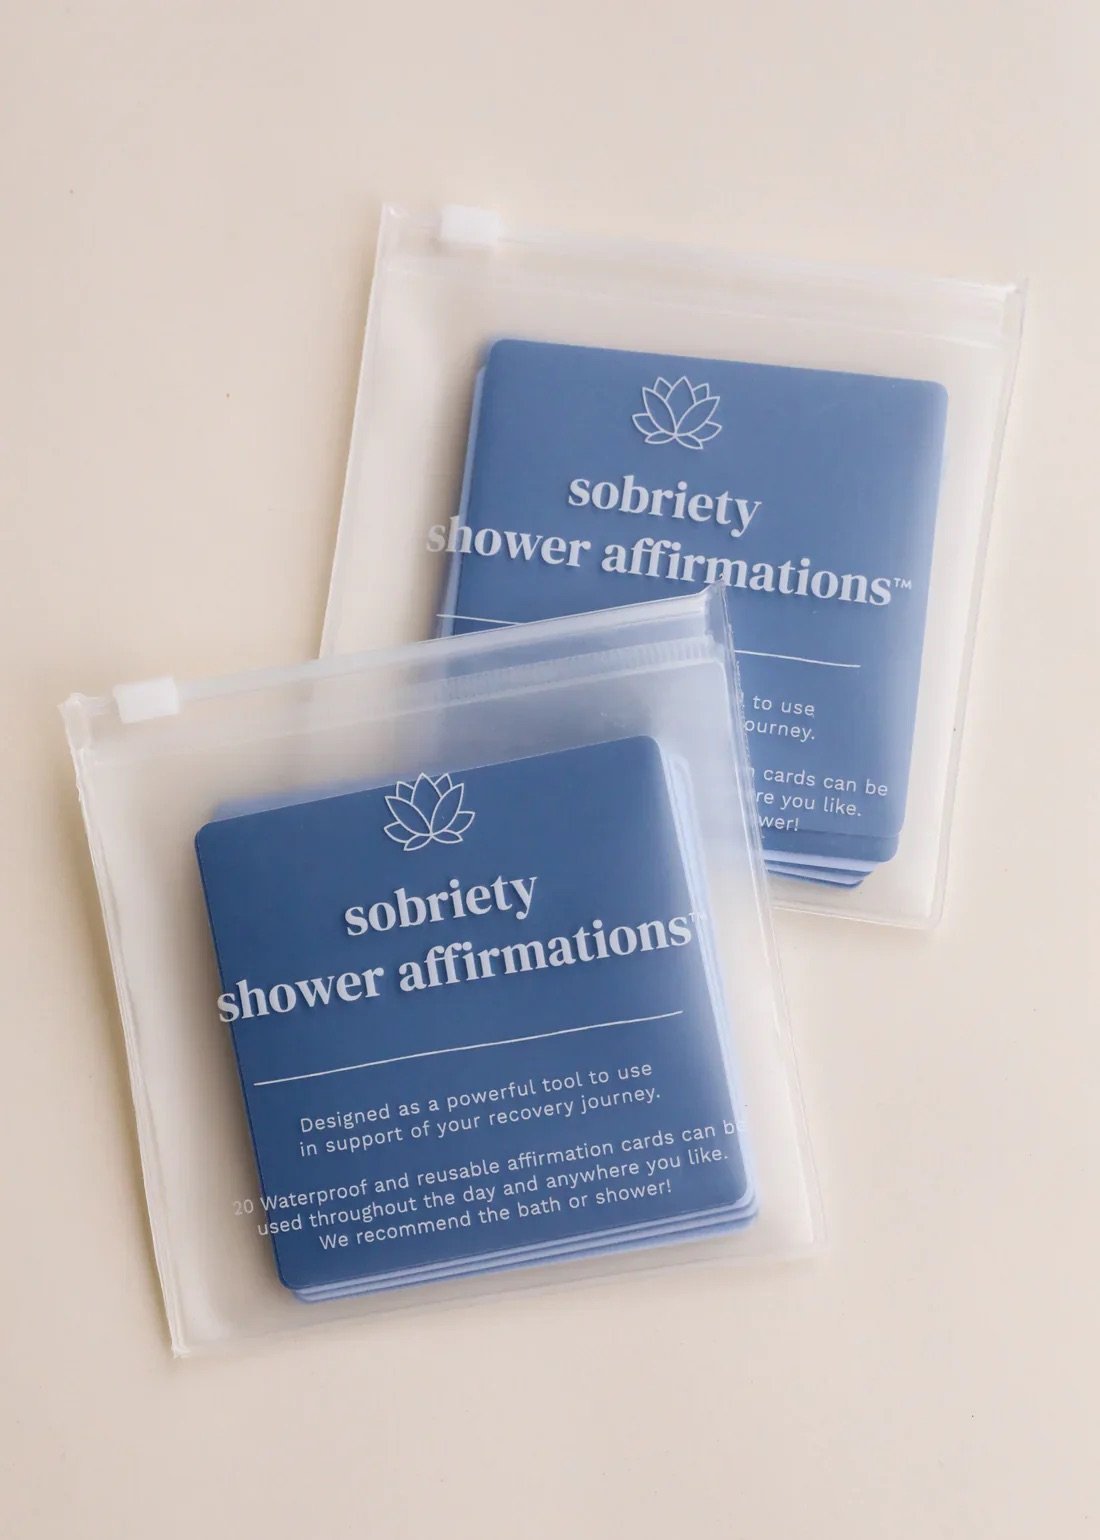 sobriety
shower affirmations™
to use
ourney.
cards can be
re you like.
wer!
sobriety
shower affirmations™
Designed as a powerful tool to use
in support of your recovery journey.
20 Waterproof and reusable affirmation cards can be
used throughout the day and anywhere you like.
We recommend the bath or shower!